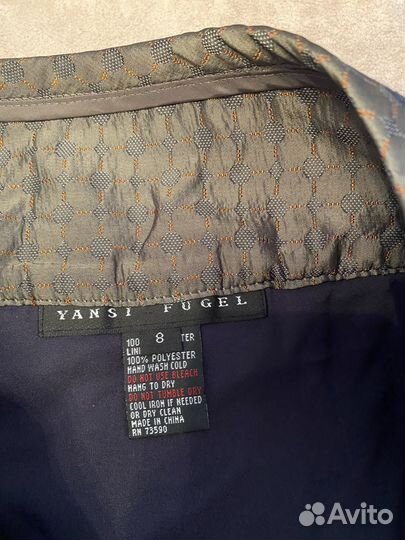 YANSI FUGEL
100 8 TER
LINI
100% POLYESTER
HAND WASH COLD
DO NOT USE BLEACH
HANG TO DRY
DO NOT TUMBLE DRY
COOL IRON IF NEEDED
OR DRY CLEAN
MADE IN CHINA
RN 73590
Avito